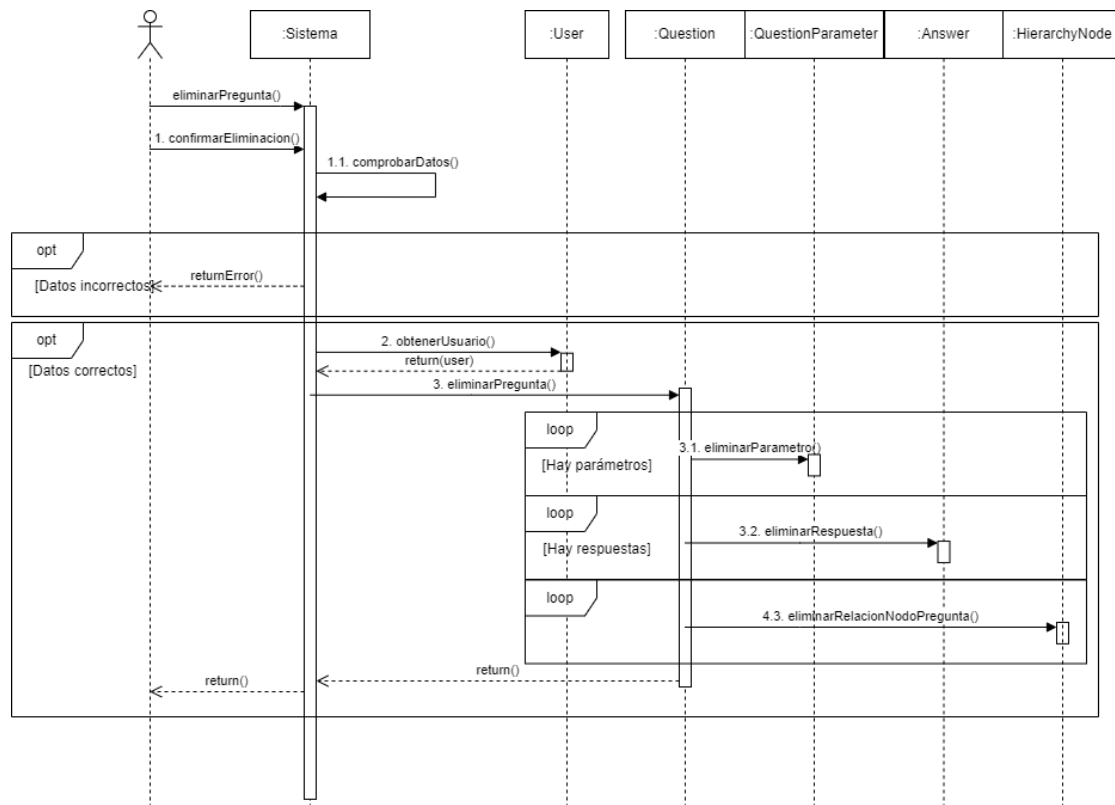 :Sistema
:User
:Question
:QuestionParameter
:Answer
:HierarchyNode
eliminarPregunta()
1. confirmarEliminacion()
1.1. comprobarDatos()
opt
[Datos incorrectos]
returnError()
opt
[Datos correctos]
2. obtenerUsuario()
return(user)
3. eliminarPregunta()
loop
[Hay parámetros]
3.1. eliminarParametro()
loop
[Hay respuestas]
3.2. eliminarRespuesta()
loop
4.3. eliminarRelacionNodoPregunta()
return()
return()